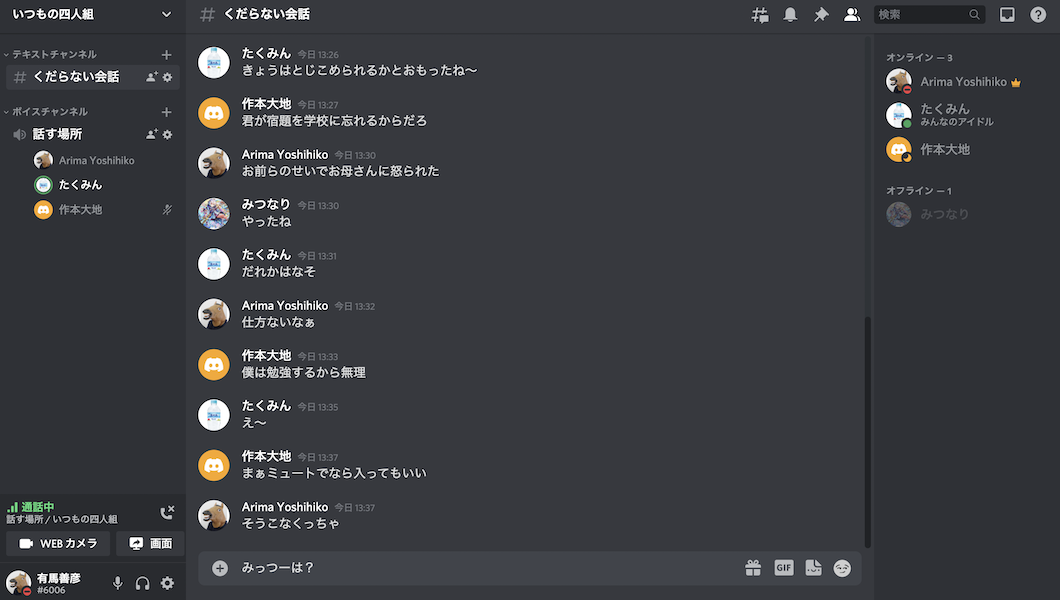 いつもの四人組
テキストチャンネル
くだらない会話
ボイスチャンネル
話す場所
Arima Yoshihiko
たくみん
作本大地
通話中
話す場所 / いつもの四人組
WEB カメラ
画面
有馬善彦
#6006
# くだらない会話
たくみん 今日 13:26
きょうはとじこめられるかとおもったね〜
作本大地 今日 13:27
君が宿題を学校に忘れるからだろ
Arima Yoshihiko 今日 13:30
お前らのせいでお母さんに怒られた
みつなり 今日 13:30
やったね
たくみん 今日 13:31
だれかはなそ
Arima Yoshihiko 今日 13:32
仕方ないなぁ
作本大地 今日 13:33
僕は勉強するから無理
たくみん 今日 13:35
え〜
作本大地 今日 13:37
まぁミュートでなら入ってもいい
Arima Yoshihiko 今日 13:37
そうこなくっちゃ
みっつーは？
GIF
検索
オンライン – 3
Arima Yoshihiko
たくみん
みんなのアイドル
作本大地
オフライン – 1
みつなり